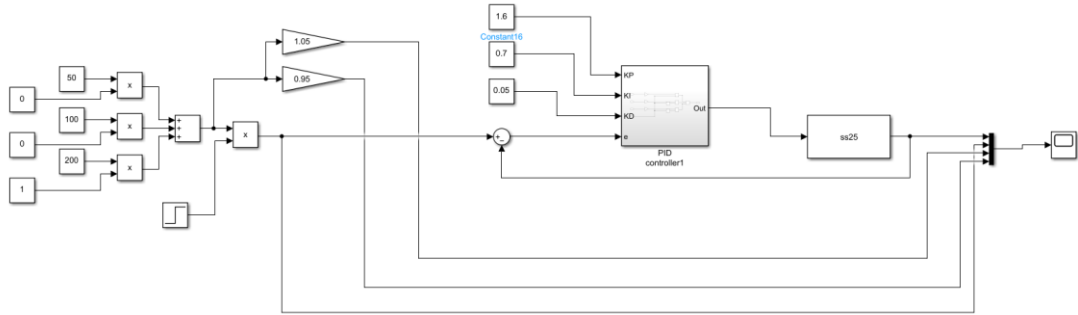 50
0
x
100
0
x
200
1
x
+
+
+
x
1.05
0.95
1.6
Constant16
0.7
0.05
+
−
KP
KI
KD
e
Out
PID
controller1
ss25